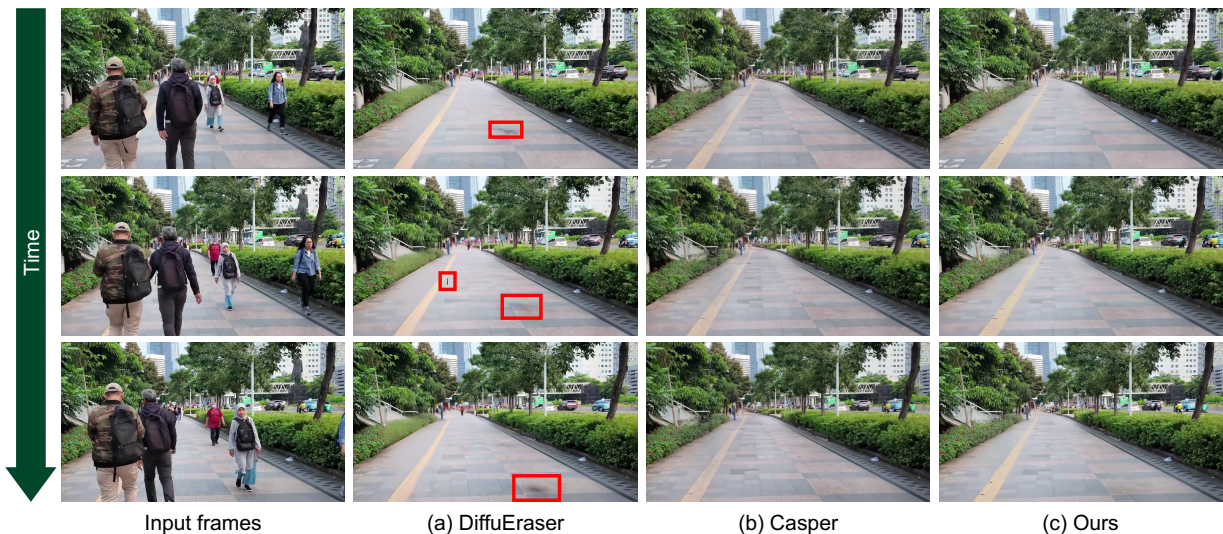 Time
Input frames
(a) DiffuEraser
(b) Casper
(c) Ours